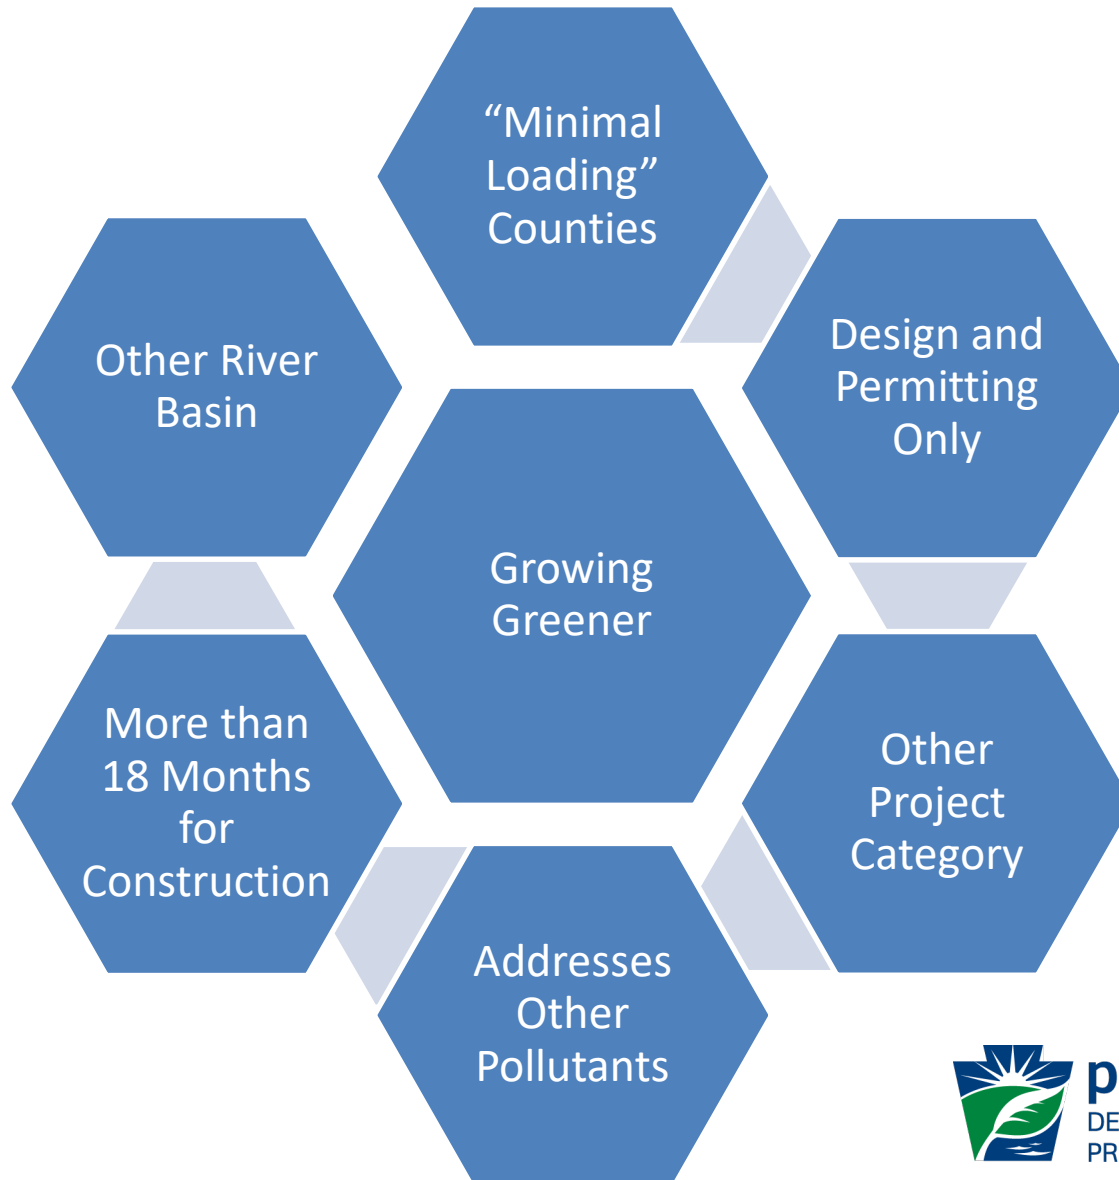 “Minimal
Loading”
Counties
Design and
Permitting
Only
Other
Project
Category
Addresses
Other
Pollutants
More than
18 Months
for
Construction
Other River
Basin
Growing
Greener